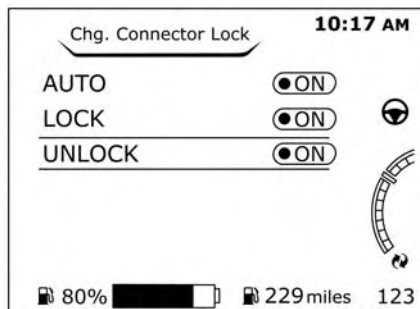 Chg. Connector Lock
10:17 AM
AUTO ON
LOCK ON
UNLOCK ON
80% 229 miles 123